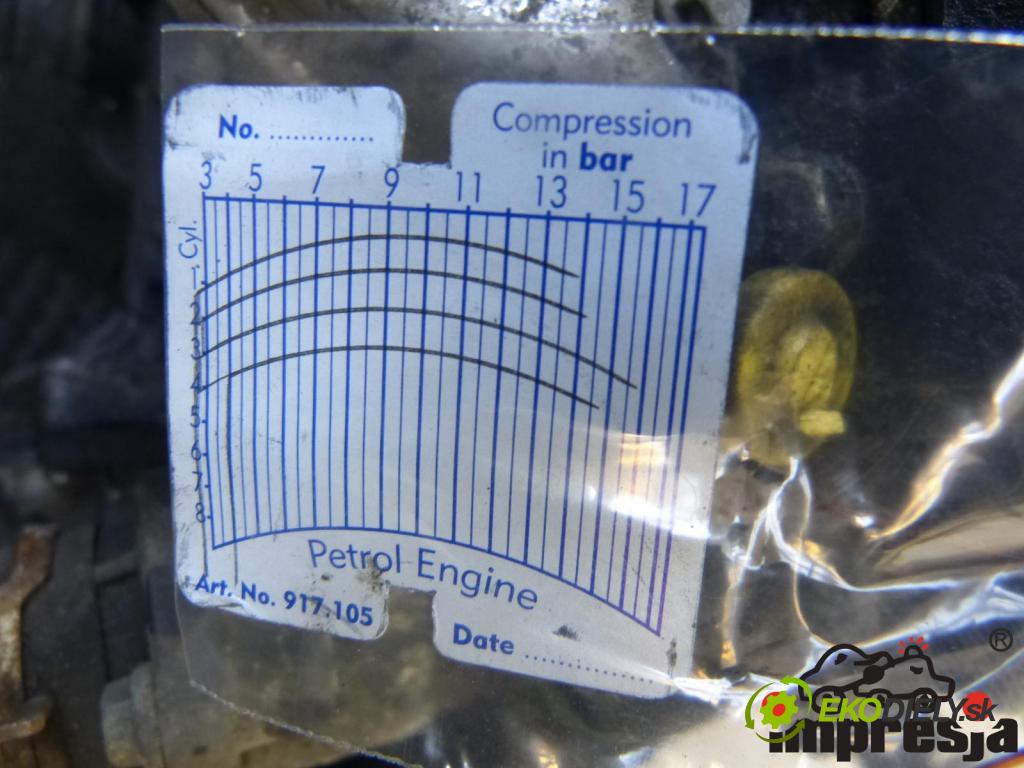 No. .............
Compression
in bar
3 5 7 9 11 13 15 17
Cyl.
1
2
3
4
5
6
7
8
Petrol Engine
Art. No. 917.105
Date ......................
®
EKODIELY.sk
impresja